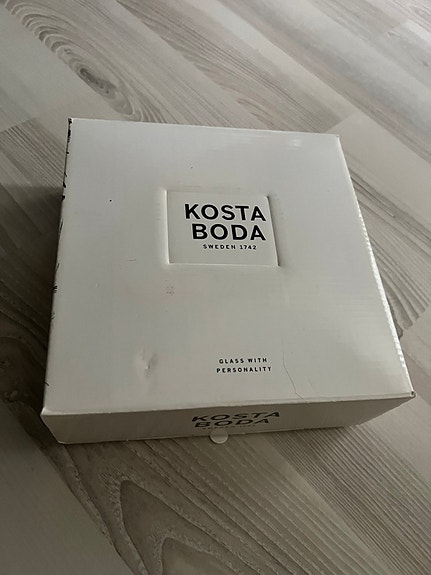 KOSTA
BODA
SWEDEN 1742
GLASS WITH
PERSONALITY
KOSTA
BODA